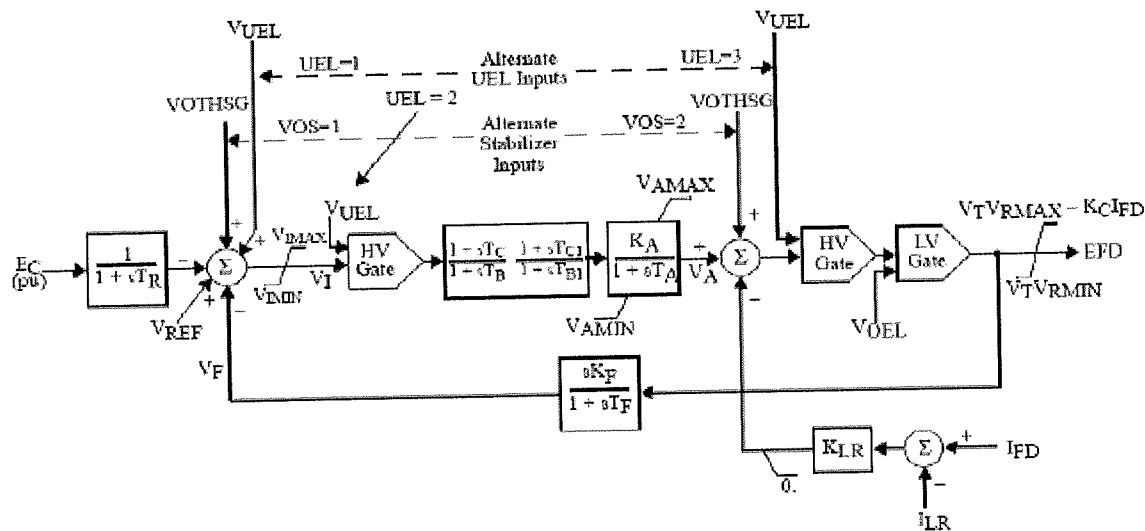 VUEL
VUEL
UEL=1
Alternate
UEL Inputs
UEL=3
UEL = 2
VOTHSG
VOTHSG
VOS=1
Alternate
Stabilizer
Inputs
VOS=2
VAMAX
VUEL
VIMAX
VTVRMAX – KCIFD
EC
(pu)
1
1 + sTR
–
+
+
Σ
+
–
VREF
VIMIN
VI
HV
Gate
1 – sTC
1 + sTB
1 + sTC1
1 + sTB1
KA
1 + sTA
VAMIN
+
VA
+
Σ
–
HV
Gate
LV
Gate
EFD
VTVRMIN
VOEL
VF
sKF
1 + sTF
0.
KLR
Σ
+
IFD
–
ILR